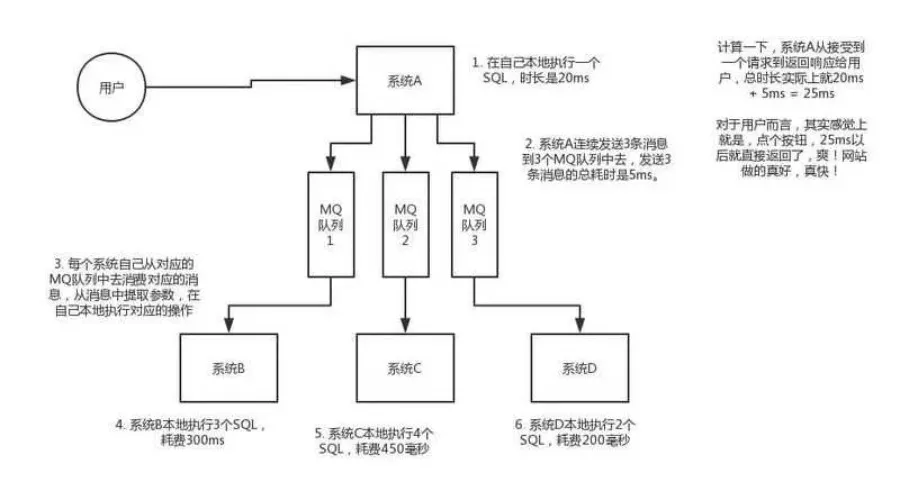 用户
系统A
1. 在自己本地执行一个
SQL，时长是20ms
计算一下，系统A从接受到
一个请求到返回响应给用
户，总时长实际上就20ms
+ 5ms = 25ms
对于用户而言，其实感觉上
就是，点个按钮，25ms以
后就直接返回了，爽！网站
做的真好，真快！
2. 系统A连续发送3条消息
到3个MQ队列中去，发送3
条消息的总耗时是5ms。
MQ
队列
1
MQ
队列
2
MQ
队列
3
3. 每个系统自己从对应的
MQ队列中去消费对应的消
息，从消息中提取参数，在
自己本地执行对应的操作
系统B
系统C
系统D
4. 系统B本地执行3个SQL，
耗费300ms
5. 系统C本地执行4个
SQL，耗费450毫秒
6. 系统D本地执行2个
SQL，耗费200毫秒